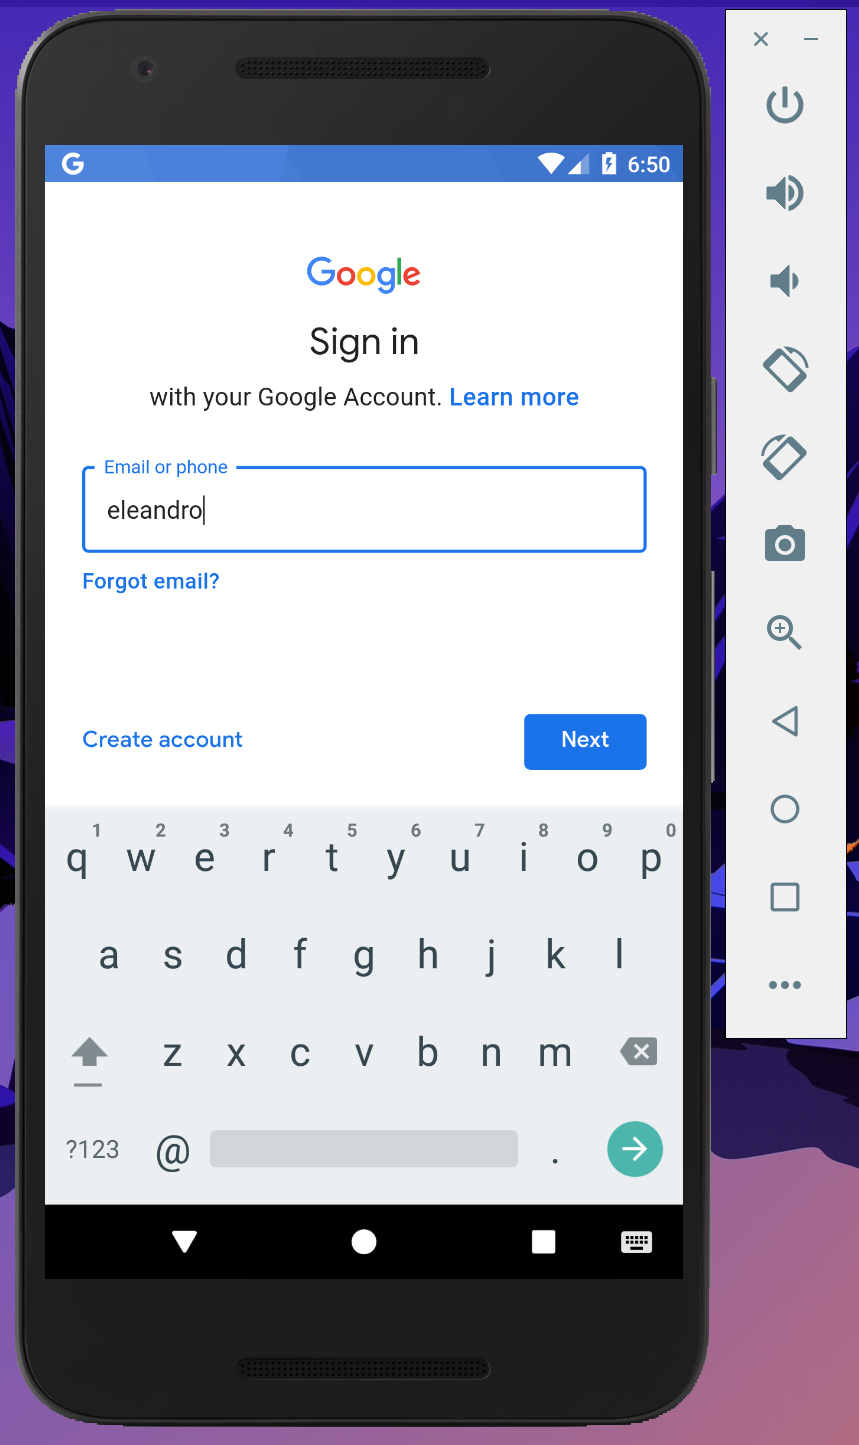 G 6:50
Google
Sign in
with your Google Account. Learn more
Email or phone
eleandro
Forgot email?
Create account Next
1 2 3 4 5 6 7 8 9 0
q w e r t y u i o p
a s d f g h j k l
z x c v b n m
?123 @ .